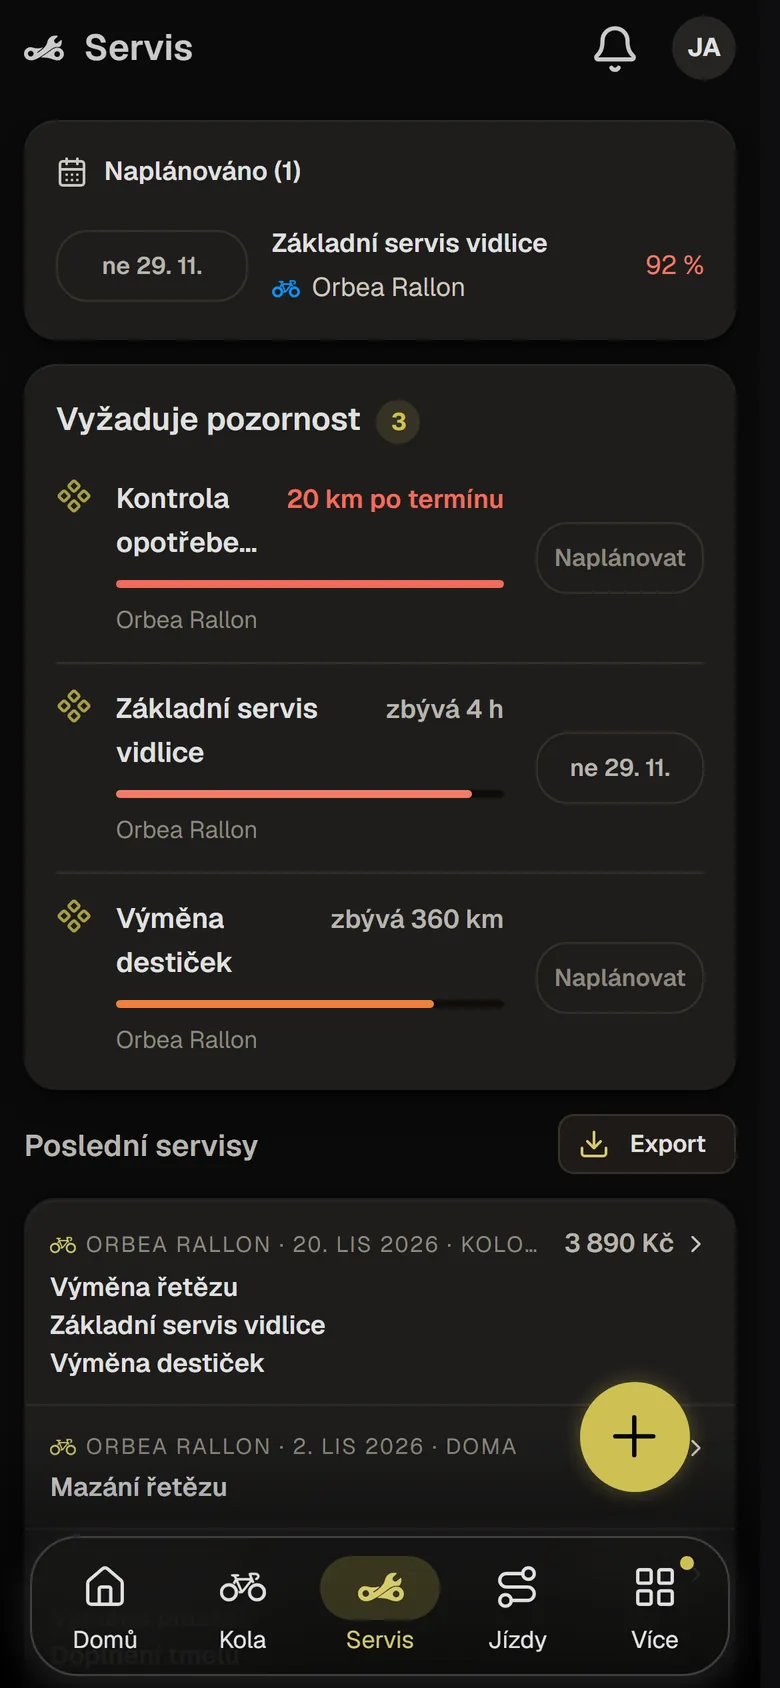 Servis
JA
Naplánováno (1)
ne 29. 11.
Základní servis vidlice
Orbea Rallon
92 %
Vyžaduje pozornost 3
Kontrola opotřebe...
20 km po termínu
Naplánovat
Orbea Rallon
Základní servis
vidlice
zbývá 4 h
ne 29. 11.
Orbea Rallon
Výměna
destiček
zbývá 360 km
Naplánovat
Orbea Rallon
Poslední servisy
Export
ORBEA RALLON · 20. LIS 2026 · KOLO...
3 890 Kč
Výměna řetězu
Základní servis vidlice
Výměna destiček
ORBEA RALLON · 2. LIS 2026 · DOMA
Mazání řetězu
Doplnění tmelu
Domů
Kola
Servis
Jízdy
Více